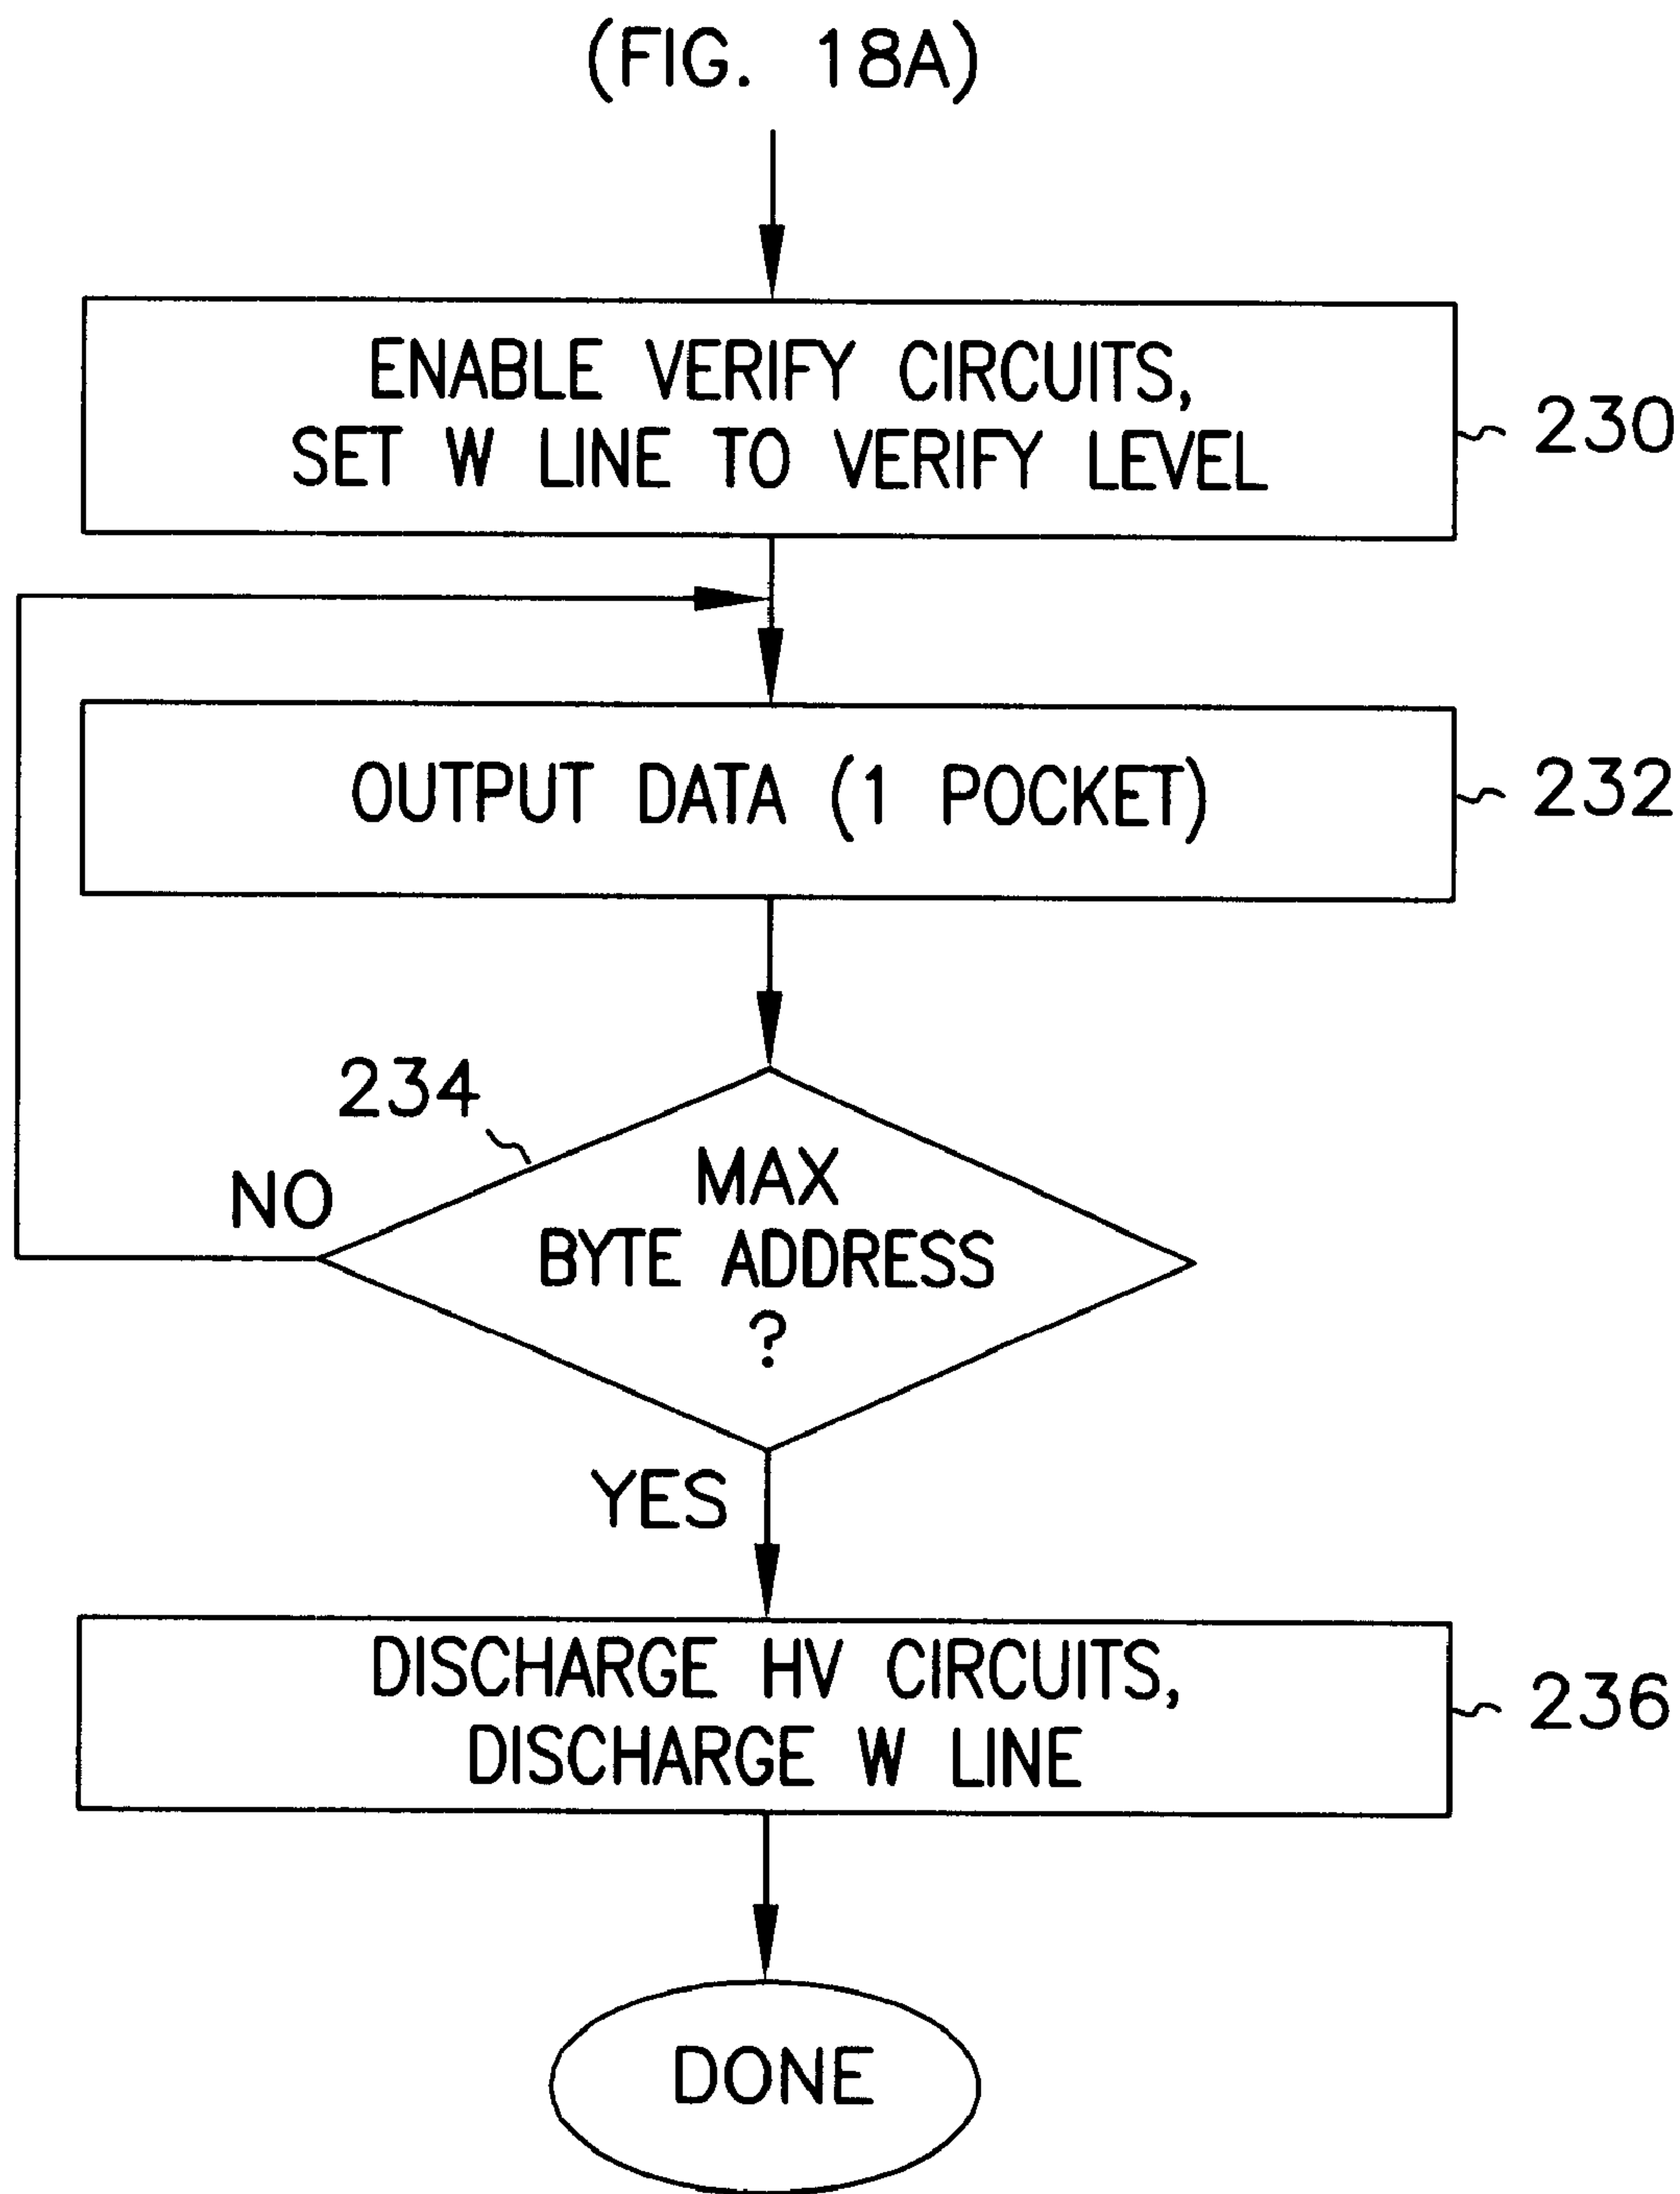 (FIG. 18A)
ENABLE VERIFY CIRCUITS,
SET W LINE TO VERIFY LEVEL
230
OUTPUT DATA (1 POCKET)
232
234
NO
MAX
BYTE ADDRESS
?
YES
DISCHARGE HV CIRCUITS,
DISCHARGE W LINE
236
DONE